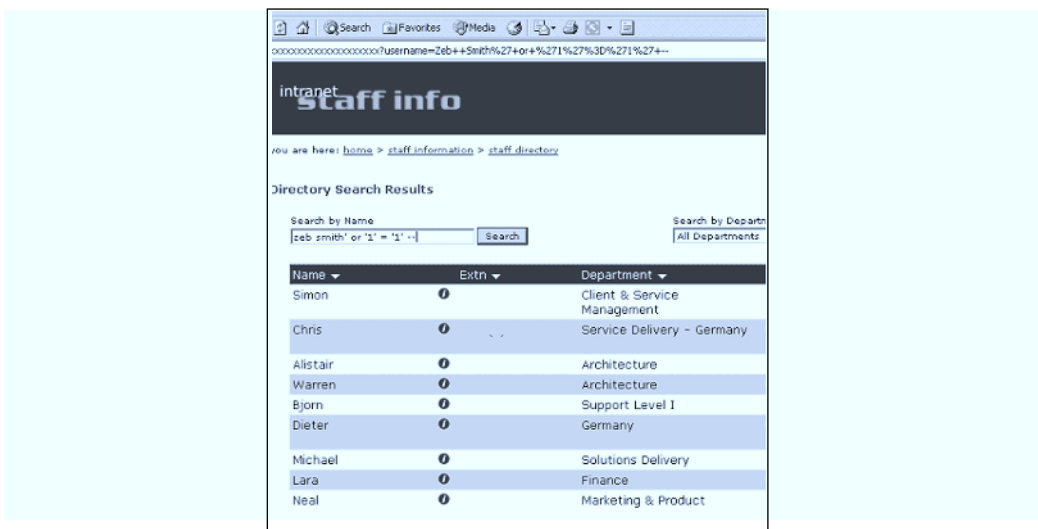 Search Favorites Media
xxxxxxxxxxxxxxxxxxxx?username=Zeb++Smith%27+or+%271%27%3D%271%27+--
intranet
staff info
you are here: home > staff information > staff directory
Directory Search Results
Search by Name Search by Departn
zeb smith' or '1' = '1' -- Search All Departments
Name Extn Department
Simon Client & Service
Management
Chris Service Delivery - Germany
Alistair Architecture
Warren Architecture
Bjorn Support Level I
Dieter Germany
Michael Solutions Delivery
Lara Finance
Neal Marketing & Product